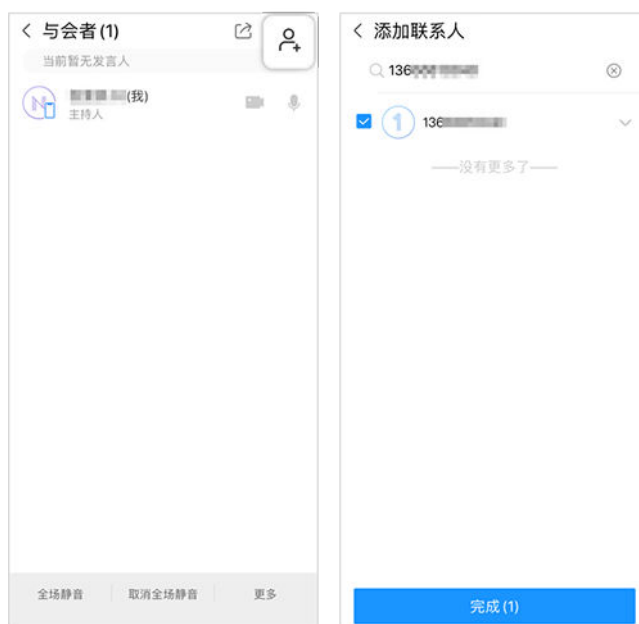 与会者(1)
当前暂无发言人
(我)
主持人
全场静音
取消全场静音
更多
添加联系人
136
136
没有更多了
完成(1)